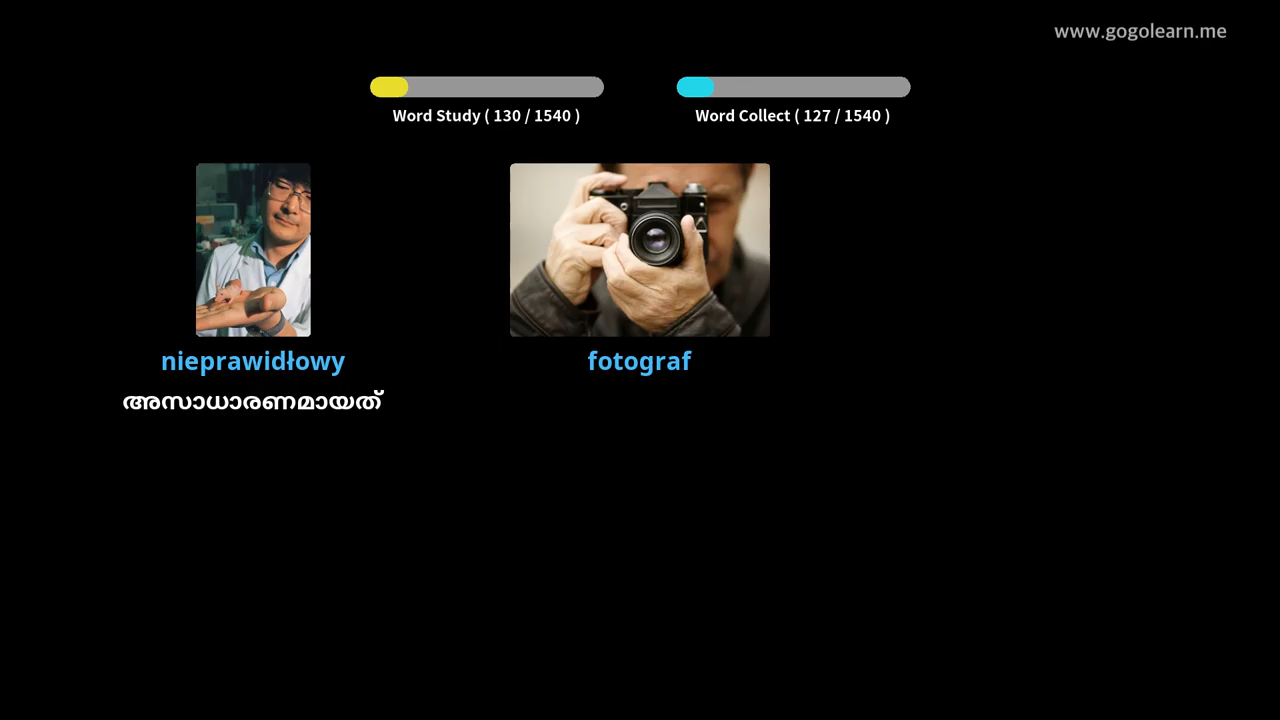 www.gogolearn.me
Word Study ( 130 / 1540 )
Word Collect ( 127 / 1540 )
nieprawidłowy
fotograf
അസാധാരണമായത്